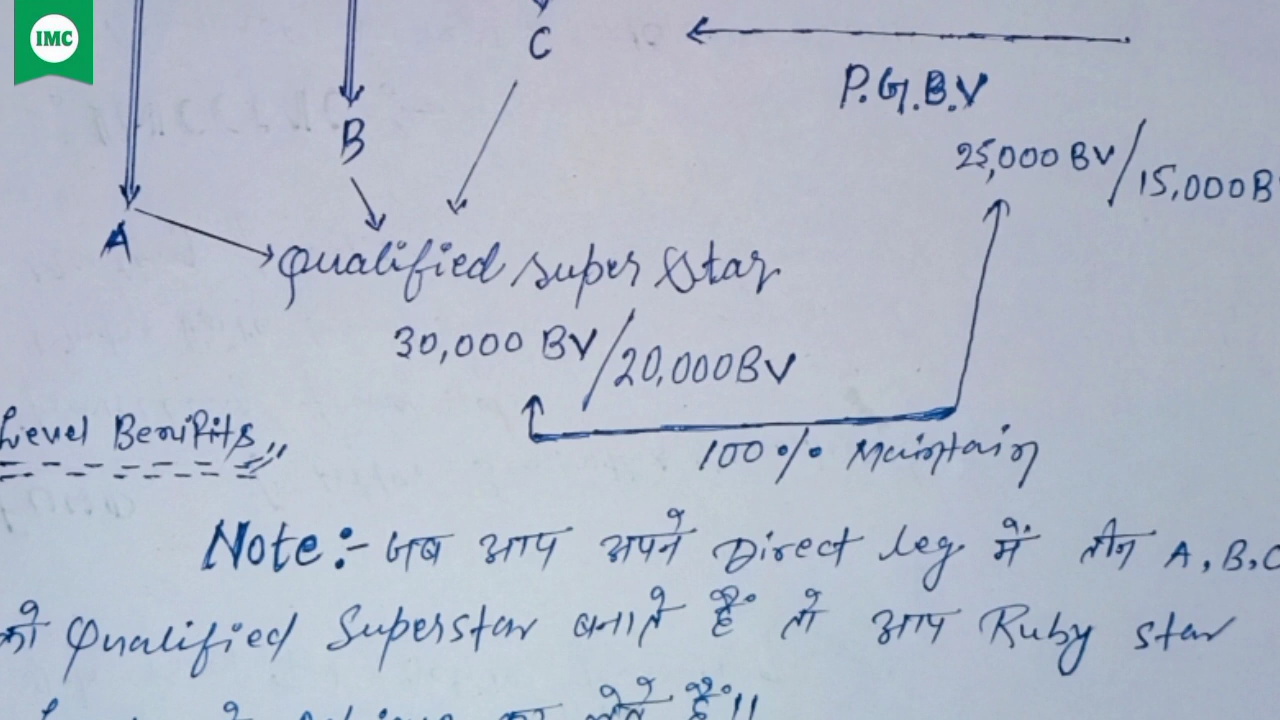 IMC
C
P.G.B.V
B
25,000 BV/15,000B
A
Qualified super Star
30,000 BV/20,000BV
Level Benifits,,
100% Maintain
Note:- जब आप अपने Direct leg में तीन A, B, C
को Qualified Superstar बनाते हैं तो आप Ruby star
हैं!!